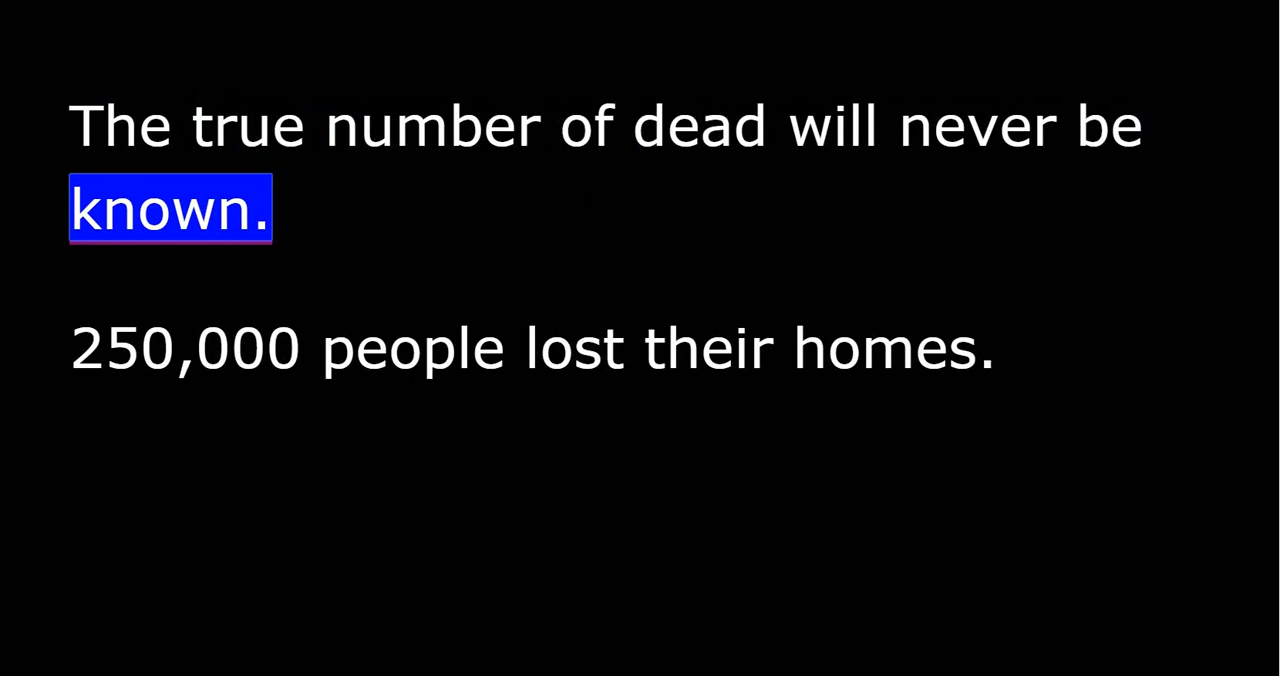 The true number of dead will never be
known.
250,000 people lost their homes.